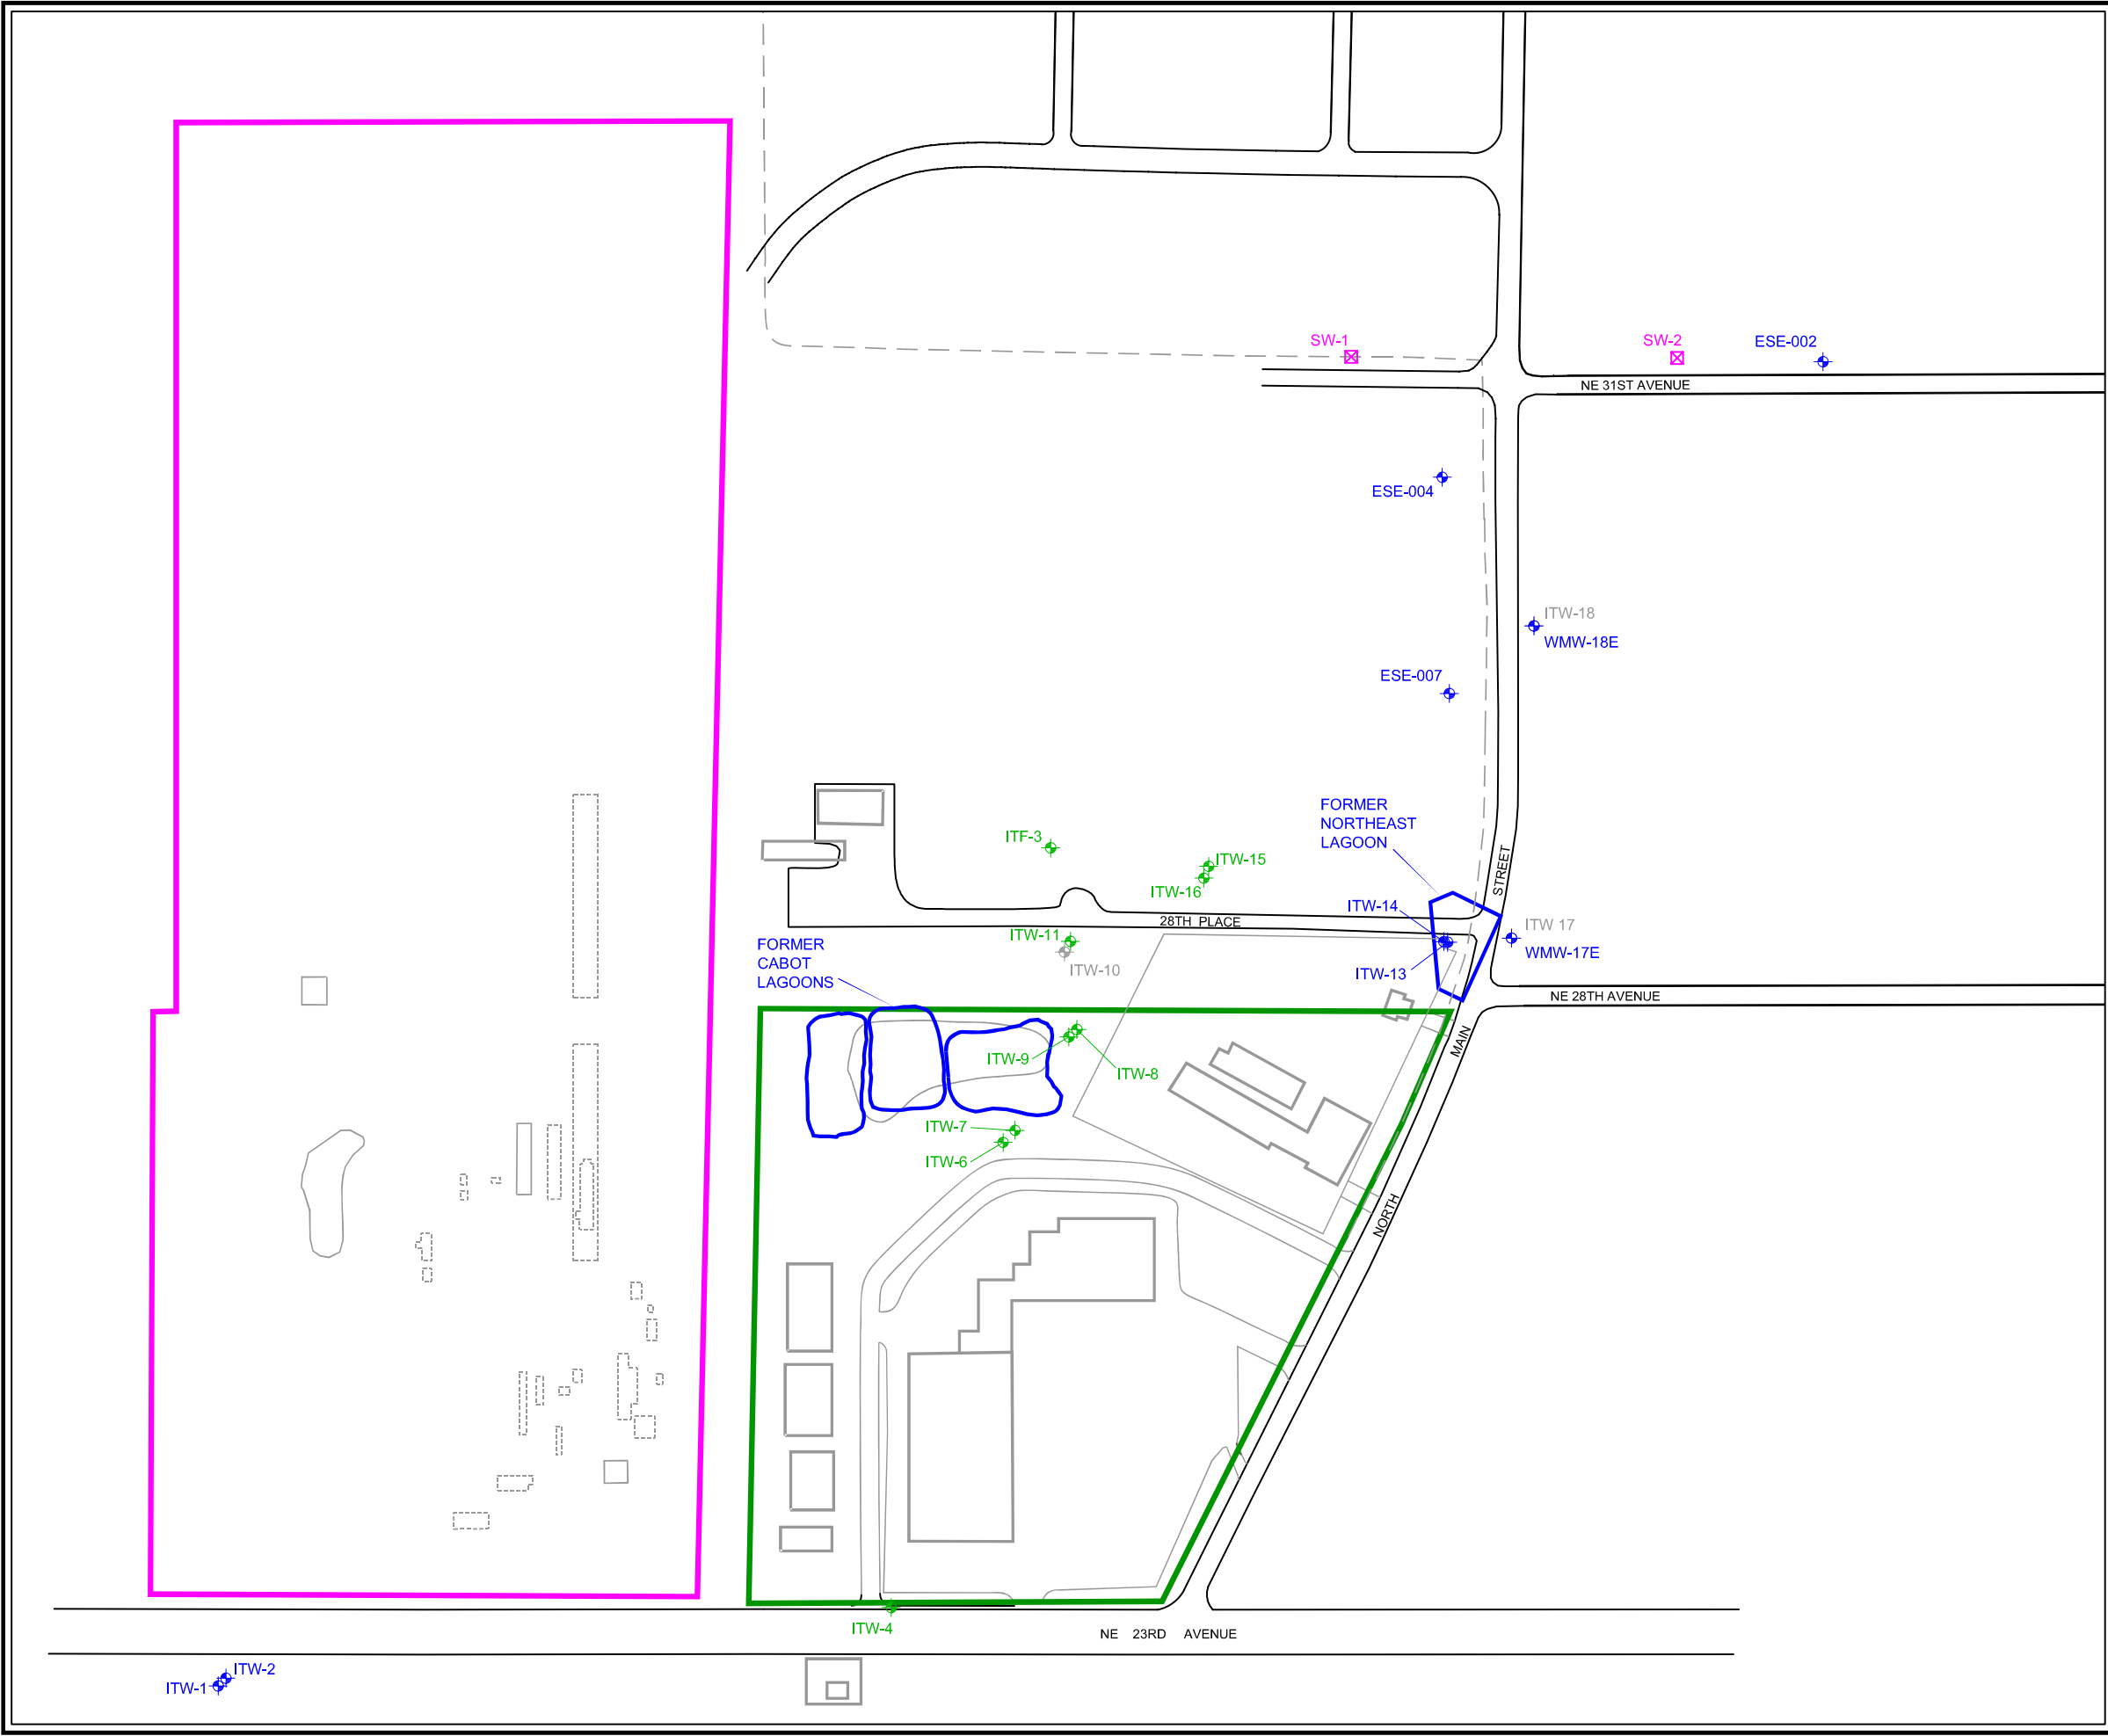 SW-1
SW-2
ESE-002
NE 31ST AVENUE
ESE-004
ITW-18
WMW-18E
ESE-007
FORMER
NORTHEAST
LAGOON
ITF-3
ITW-15
ITW-16
STREET
ITW-14
28TH PLACE
ITW 17
WMW-17E
ITW-11
ITW-10
FORMER
CABOT
LAGOONS
ITW-13
NE 28TH AVENUE
MAIN
ITW-9
ITW-8
ITW-7
ITW-6
NORTH
ITW-4
NE 23RD AVENUE
ITW-2
ITW-1